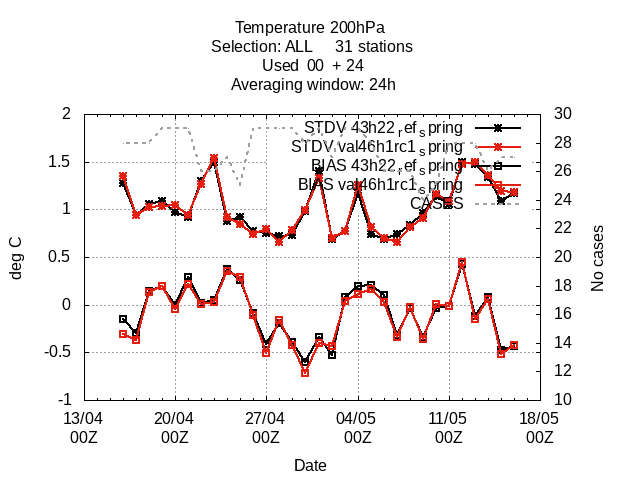 Temperature 200hPa
Selection: ALL 31 stations
Used 00 + 24
Averaging window: 24h
STDV 43h22_ref_spring
STDV val46h1rc1_spring
BIAS 43h22_ref_spring
BIAS val46h1rc1_spring
CASES
2
1.5
1
0.5
0
-0.5
-1
30
28
26
24
22
20
18
16
14
12
10
deg C
No cases
13/04 20/04 27/04 04/05 11/05 18/05
00Z 00Z 00Z 00Z 00Z 00Z
Date